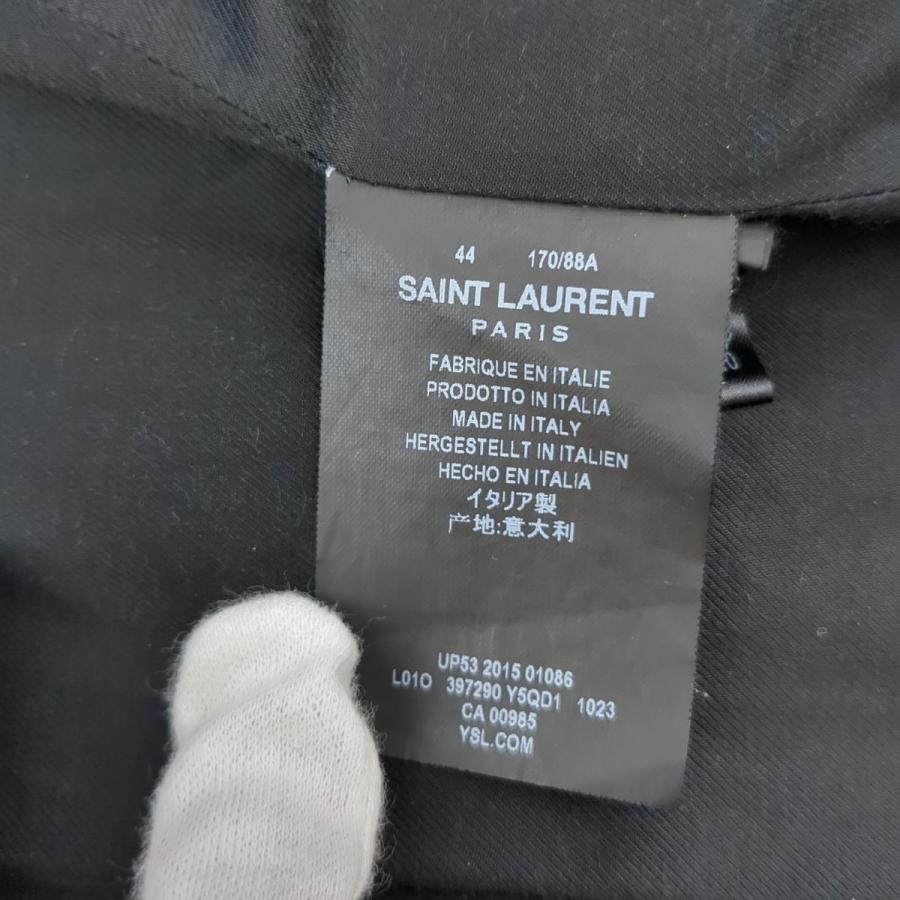 44 170/88A
SAINT LAURENT
PARIS
FABRIQUE EN ITALIE
PRODOTTO IN ITALIA
MADE IN ITALY
HERGESTELLT IN ITALIEN
HECHO EN ITALIA
イタリア製
产地:意大利
UP53 2015 01086
L01O 397290 Y5QD1 1023
CA 00985
YSL.COM